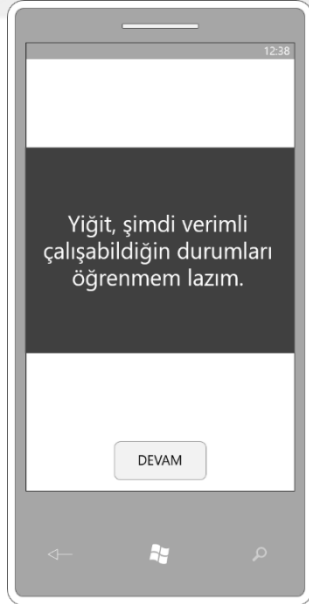 12:38
Yiğit, şimdi verimli
çalışabildiğin durumları
öğrenmem lazım.
DEVAM